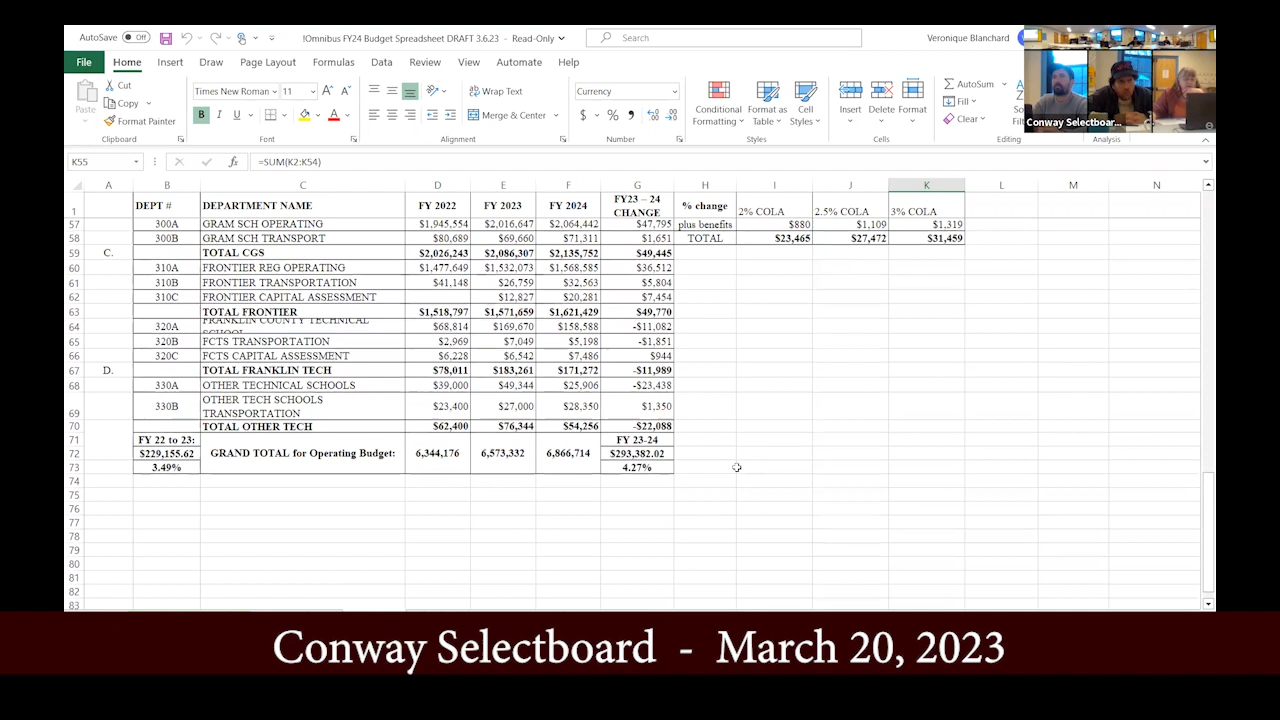 AutoSave Off !Omnibus FY24 Budget Spreadsheet DRAFT 3.6.23 - Read-Only Search Veronique Blanchard
File Home Insert Draw Page Layout Formulas Data Review View Automate Help
Paste Cut Times New Roman 11 Wrap Text Currency Conditional Formatting Format as Table Cell Styles Insert Delete Format AutoSum
Copy Fill
Format Painter B I U Merge & Center $ % Clear
Clipboard Font Alignment Number Styles Cells Editing Analysis
Conway Selectboar...
K55 fx =SUM(K2:K54)
A B C D E F G H I J K L M N
1 DEPT # DEPARTMENT NAME FY 2022 FY 2023 FY 2024 FY23 – 24 CHANGE % change 2% COLA 2.5% COLA 3% COLA
57 300A GRAM SCH OPERATING $1,945,554 $2,016,647 $2,064,442 $47,795 plus benefits $880 $1,109 $1,319
58 300B GRAM SCH TRANSPORT $80,689 $69,660 $71,311 $1,651 TOTAL $23,465 $27,472 $31,459
59 C. TOTAL CGS $2,026,243 $2,086,307 $2,135,752 $49,445
60 310A FRONTIER REG OPERATING $1,477,649 $1,532,073 $1,568,585 $36,512
61 310B FRONTIER TRANSPORTATION $41,148 $26,759 $32,563 $5,804
62 310C FRONTIER CAPITAL ASSESSMENT $12,827 $20,281 $7,454
63 TOTAL FRONTIER $1,518,797 $1,571,659 $1,621,429 $49,770
64 320A FRANKLIN COUNTY TECHNICAL SCHOOL $68,814 $169,670 $158,588 -$11,082
65 320B FCTS TRANSPORTATION $2,969 $7,049 $5,198 -$1,851
66 320C FCTS CAPITAL ASSESSMENT $6,228 $6,542 $7,486 $944
67 D. TOTAL FRANKLIN TECH $78,011 $183,261 $171,272 -$11,989
68 330A OTHER TECHNICAL SCHOOLS $39,000 $49,344 $25,906 -$23,438
69 330B OTHER TECH SCHOOLS TRANSPORTATION $23,400 $27,000 $28,350 $1,350
70 TOTAL OTHER TECH $62,400 $76,344 $54,256 -$22,088
71 FY 22 to 23: FY 23-24
72 $229,155.62 GRAND TOTAL for Operating Budget: 6,344,176 6,573,332 6,866,714 $293,382.02
73 3.49% 4.27%
74
75
76
77
78
79
80
81
82
83
Conway Selectboard - March 20, 2023